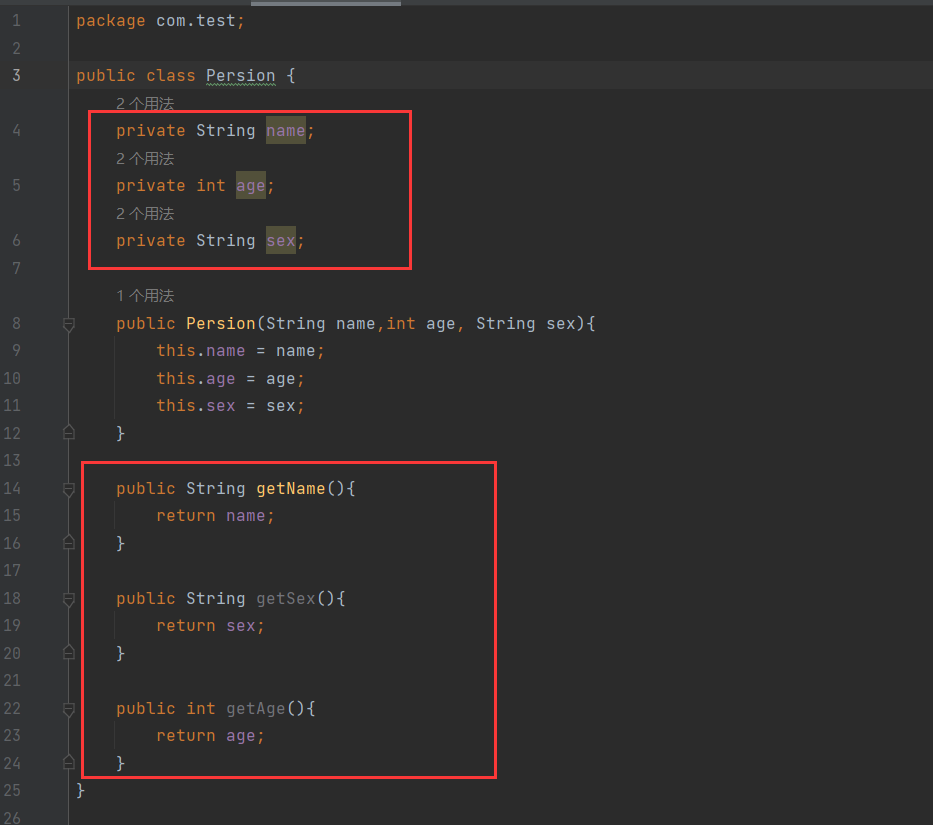 1 package com.test;
2
3 public class Persion {
2 个用法
4 private String name;
2 个用法
5 private int age;
2 个用法
6 private String sex;
7
1 个用法
8 public Persion(String name,int age, String sex){
9 this.name = name;
10 this.age = age;
11 this.sex = sex;
12 }
13
14 public String getName(){
15 return name;
16 }
17
18 public String getSex(){
19 return sex;
20 }
21
22 public int getAge(){
23 return age;
24 }
25 }
26